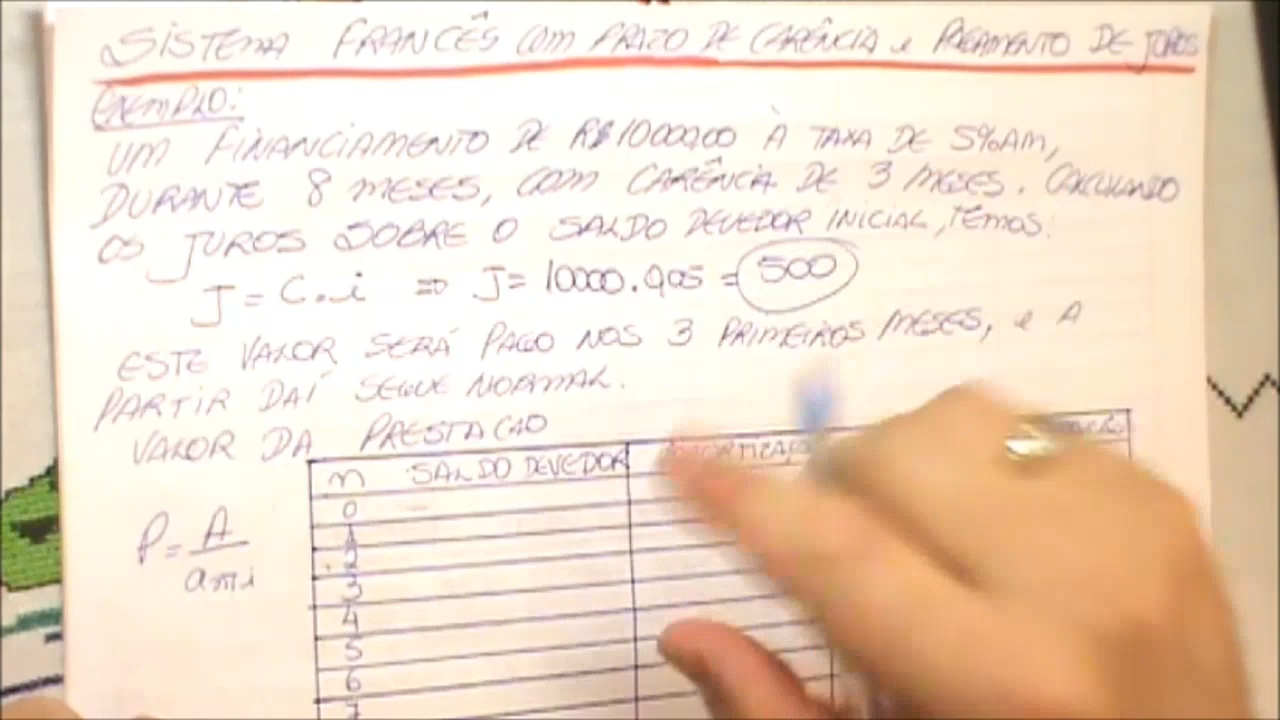 SISTEMA FRANCÊS COM PRAZO DE CARÊNCIA e PAGAMENTO DE JUROS
EXEMPLO:
UM FINANCIAMENTO DE R$10000,00 À TAXA DE 5%AM,
DURANTE 8 MESES, COM CARÊNCIA DE 3 MESES. CALCULANDO
OS JUROS SOBRE O SALDO DEVEDOR INICIAL, TEMOS:
J = C.i ⇒ J = 10000.0,05 = 500
ESTE VALOR SERÁ PAGO NOS 3 PRIMEIROS MESES, e A
PARTIR DAÍ SEGUE NORMAL.
VALOR DA PRESTAÇÃO
n SALDO DEVEDOR
0
1
2
3
P = A
a n i
4
5
6
7